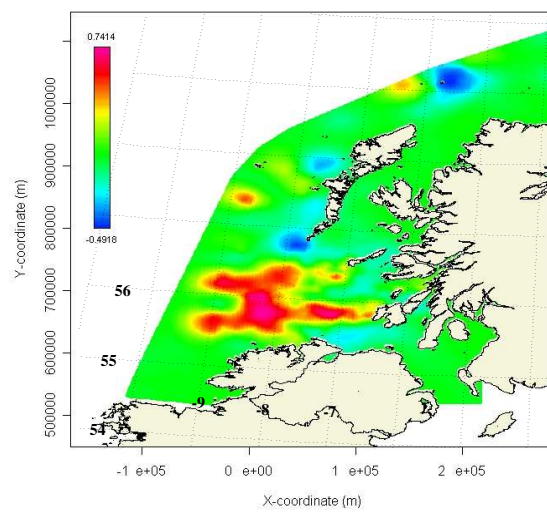 0.7414
-0.4918
Y-coordinate (m)
1000000
900000
800000
700000
600000
500000
56
55
54
-9
-8
-7
-1 e+05
0 e+00
1 e+05
2 e+05
X-coordinate (m)